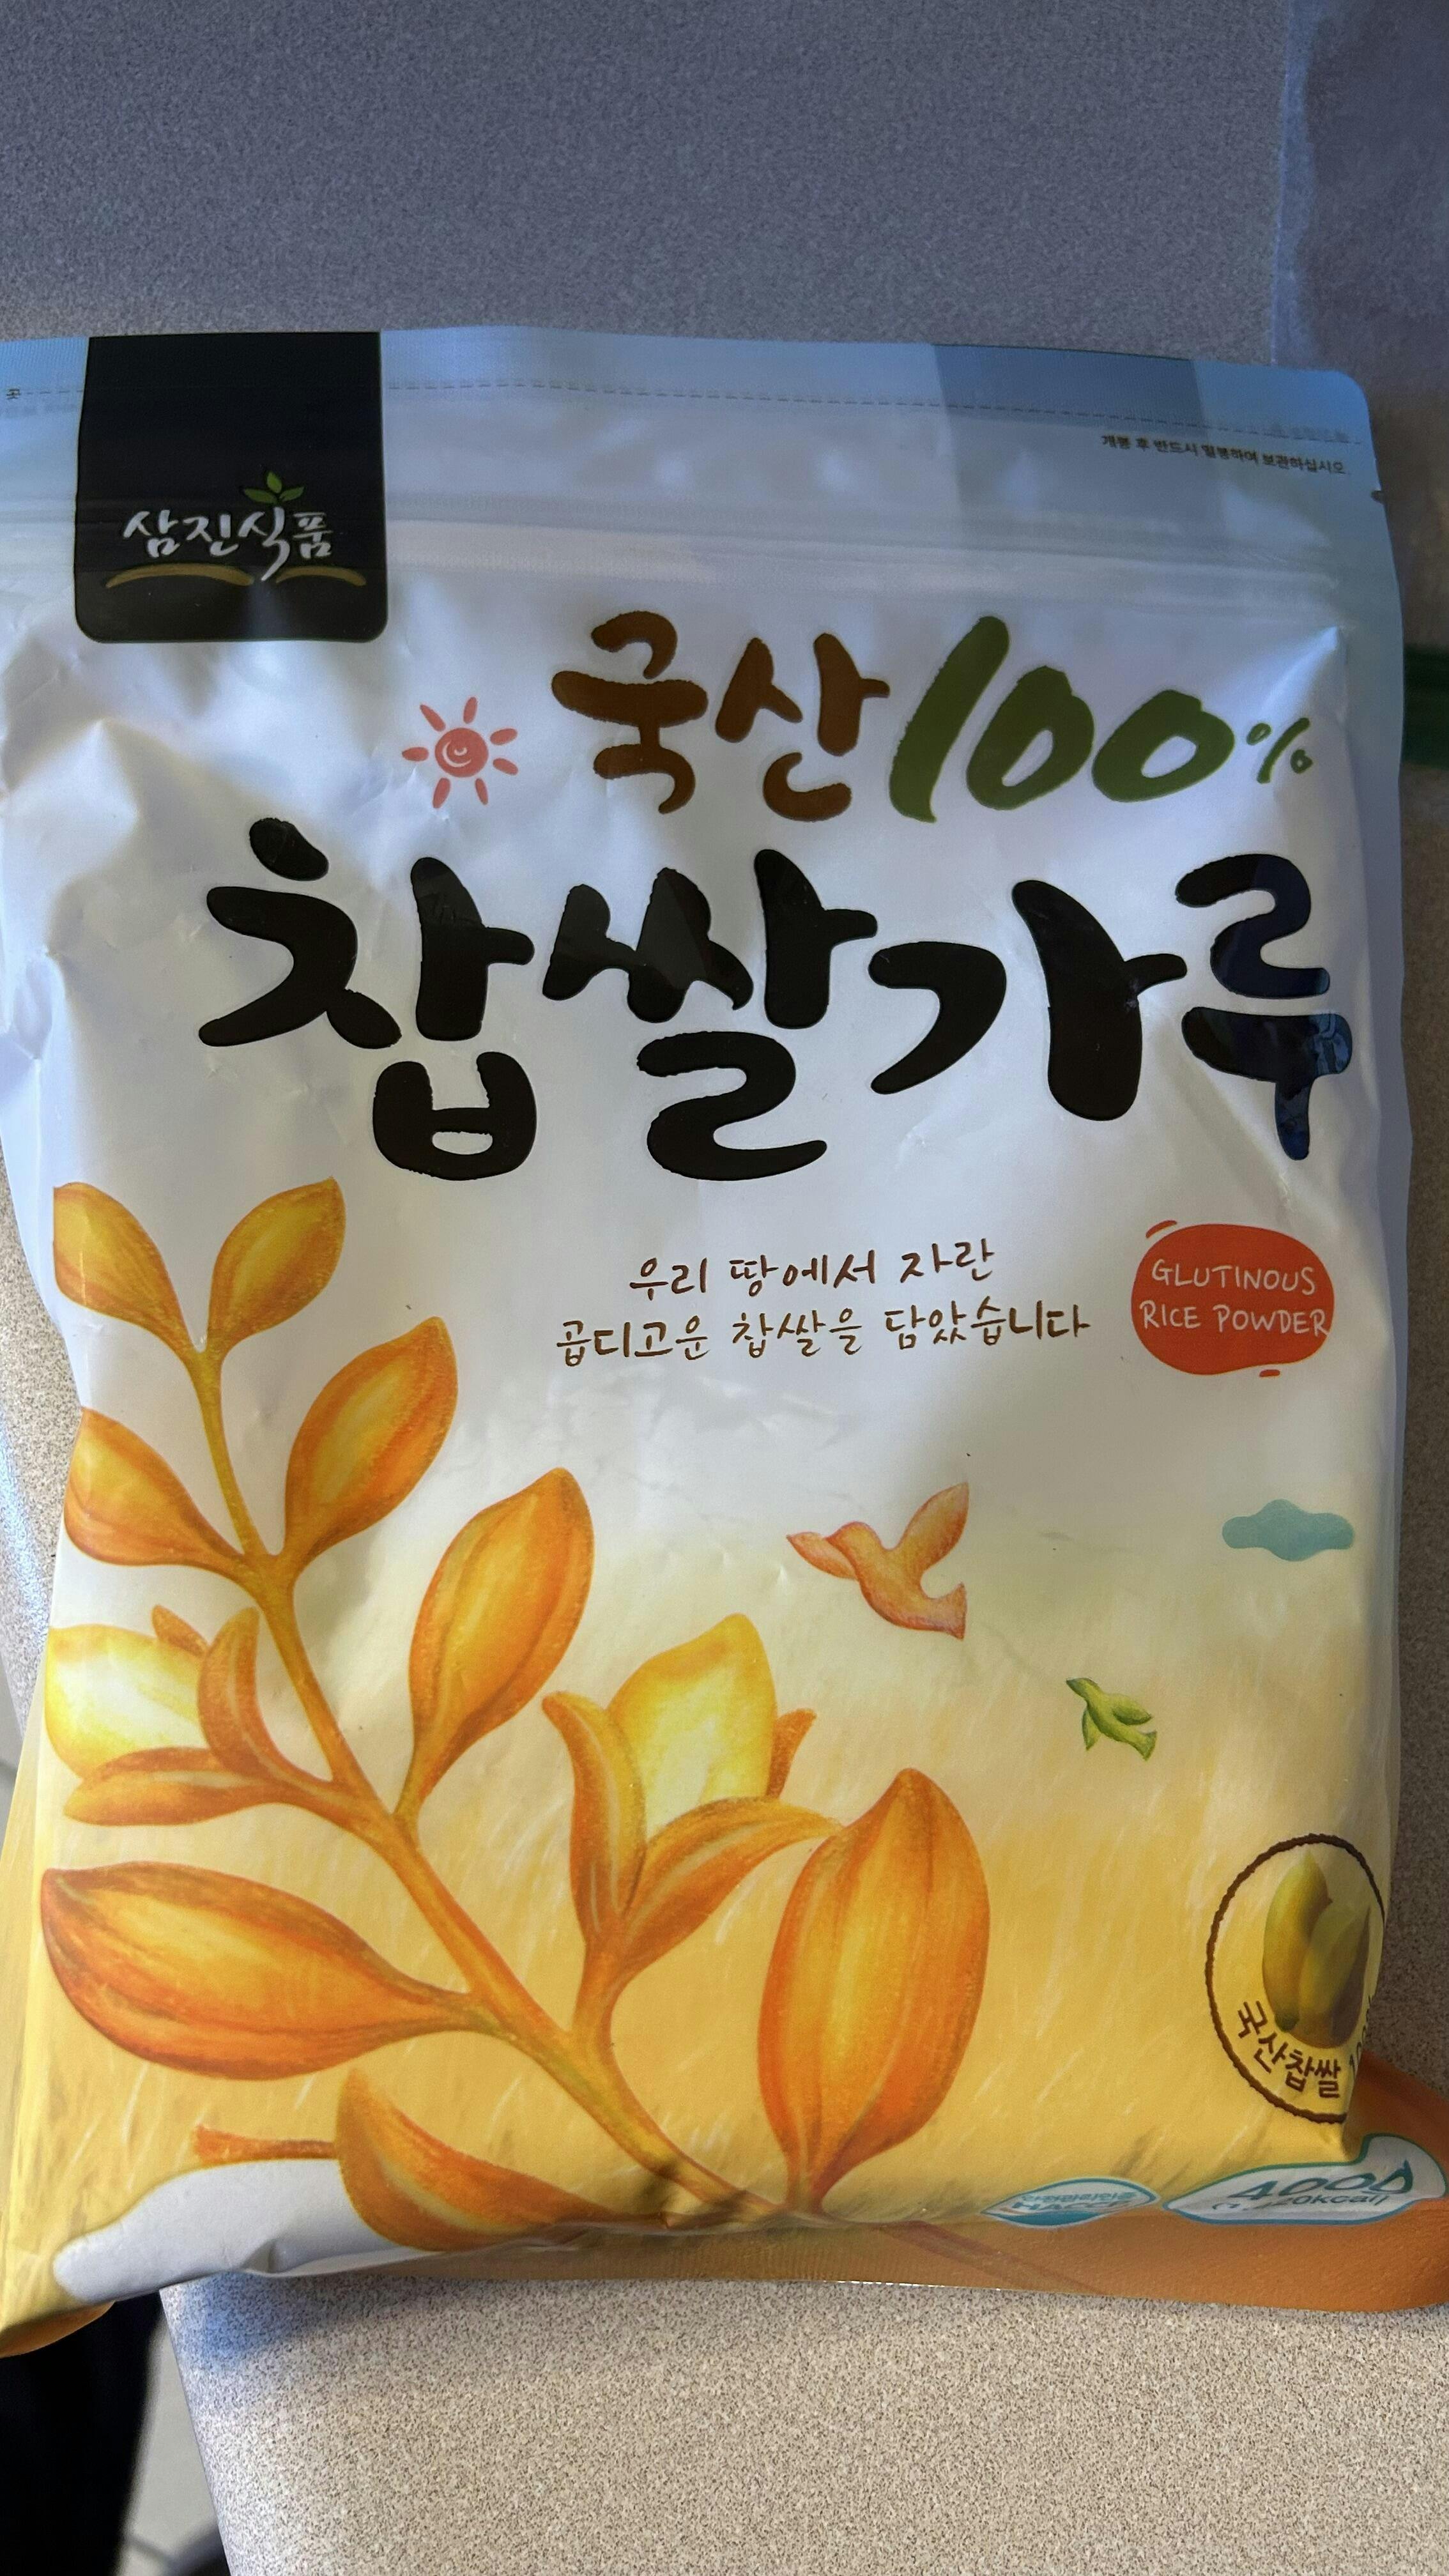 개봉 후 반드시 밀봉하여 보관하십시오
삼진식품
국산100%
찹쌀가루
우리 땅에서 자란
곱디고운 찹쌀을 담았습니다
GLUTINOUS
RICE POWDER
국산찹쌀
HACCP
400g